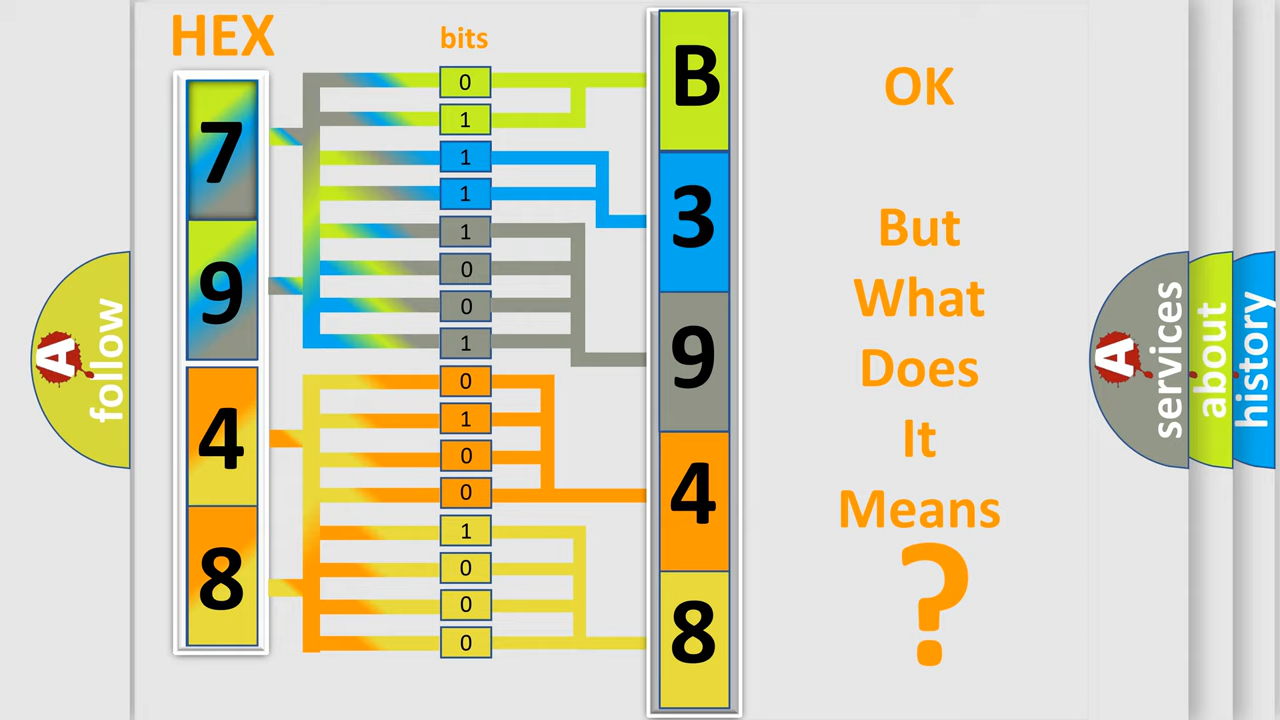 HEX
bits
7
9
4
8
0
1
1
1
1
0
0
1
0
1
0
0
1
0
0
0
B
3
9
4
8
OK
But
What
Does
It
Means
?
A
follow
A
services
about
history